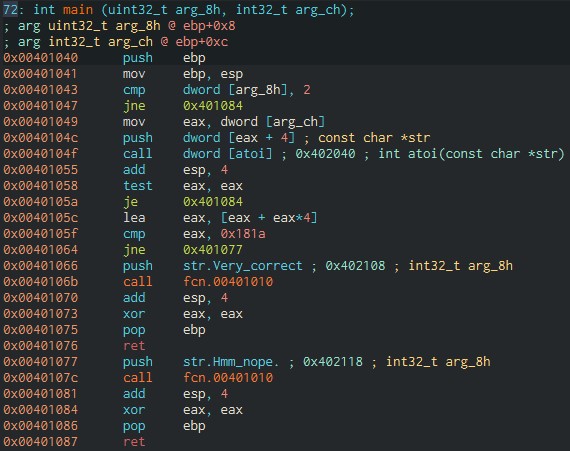 72: int main (uint32_t arg_8h, int32_t arg_ch);
; arg uint32_t arg_8h @ ebp+0x8
; arg int32_t arg_ch @ ebp+0xc
0x00401040 push ebp
0x00401041 mov ebp, esp
0x00401043 cmp dword [arg_8h], 2
0x00401047 jne 0x401084
0x00401049 mov eax, dword [arg_ch]
0x0040104c push dword [eax + 4] ; const char *str
0x0040104f call dword [atoi] ; 0x402040 ; int atoi(const char *str)
0x00401055 add esp, 4
0x00401058 test eax, eax
0x0040105a je 0x401084
0x0040105c lea eax, [eax + eax*4]
0x0040105f cmp eax, 0x181a
0x00401064 jne 0x401077
0x00401066 push str.Very_correct ; 0x402108 ; int32_t arg_8h
0x0040106b call fcn.00401010
0x00401070 add esp, 4
0x00401073 xor eax, eax
0x00401075 pop ebp
0x00401076 ret
0x00401077 push str.Hmm_nope. ; 0x402118 ; int32_t arg_8h
0x0040107c call fcn.00401010
0x00401081 add esp, 4
0x00401084 xor eax, eax
0x00401086 pop ebp
0x00401087 ret